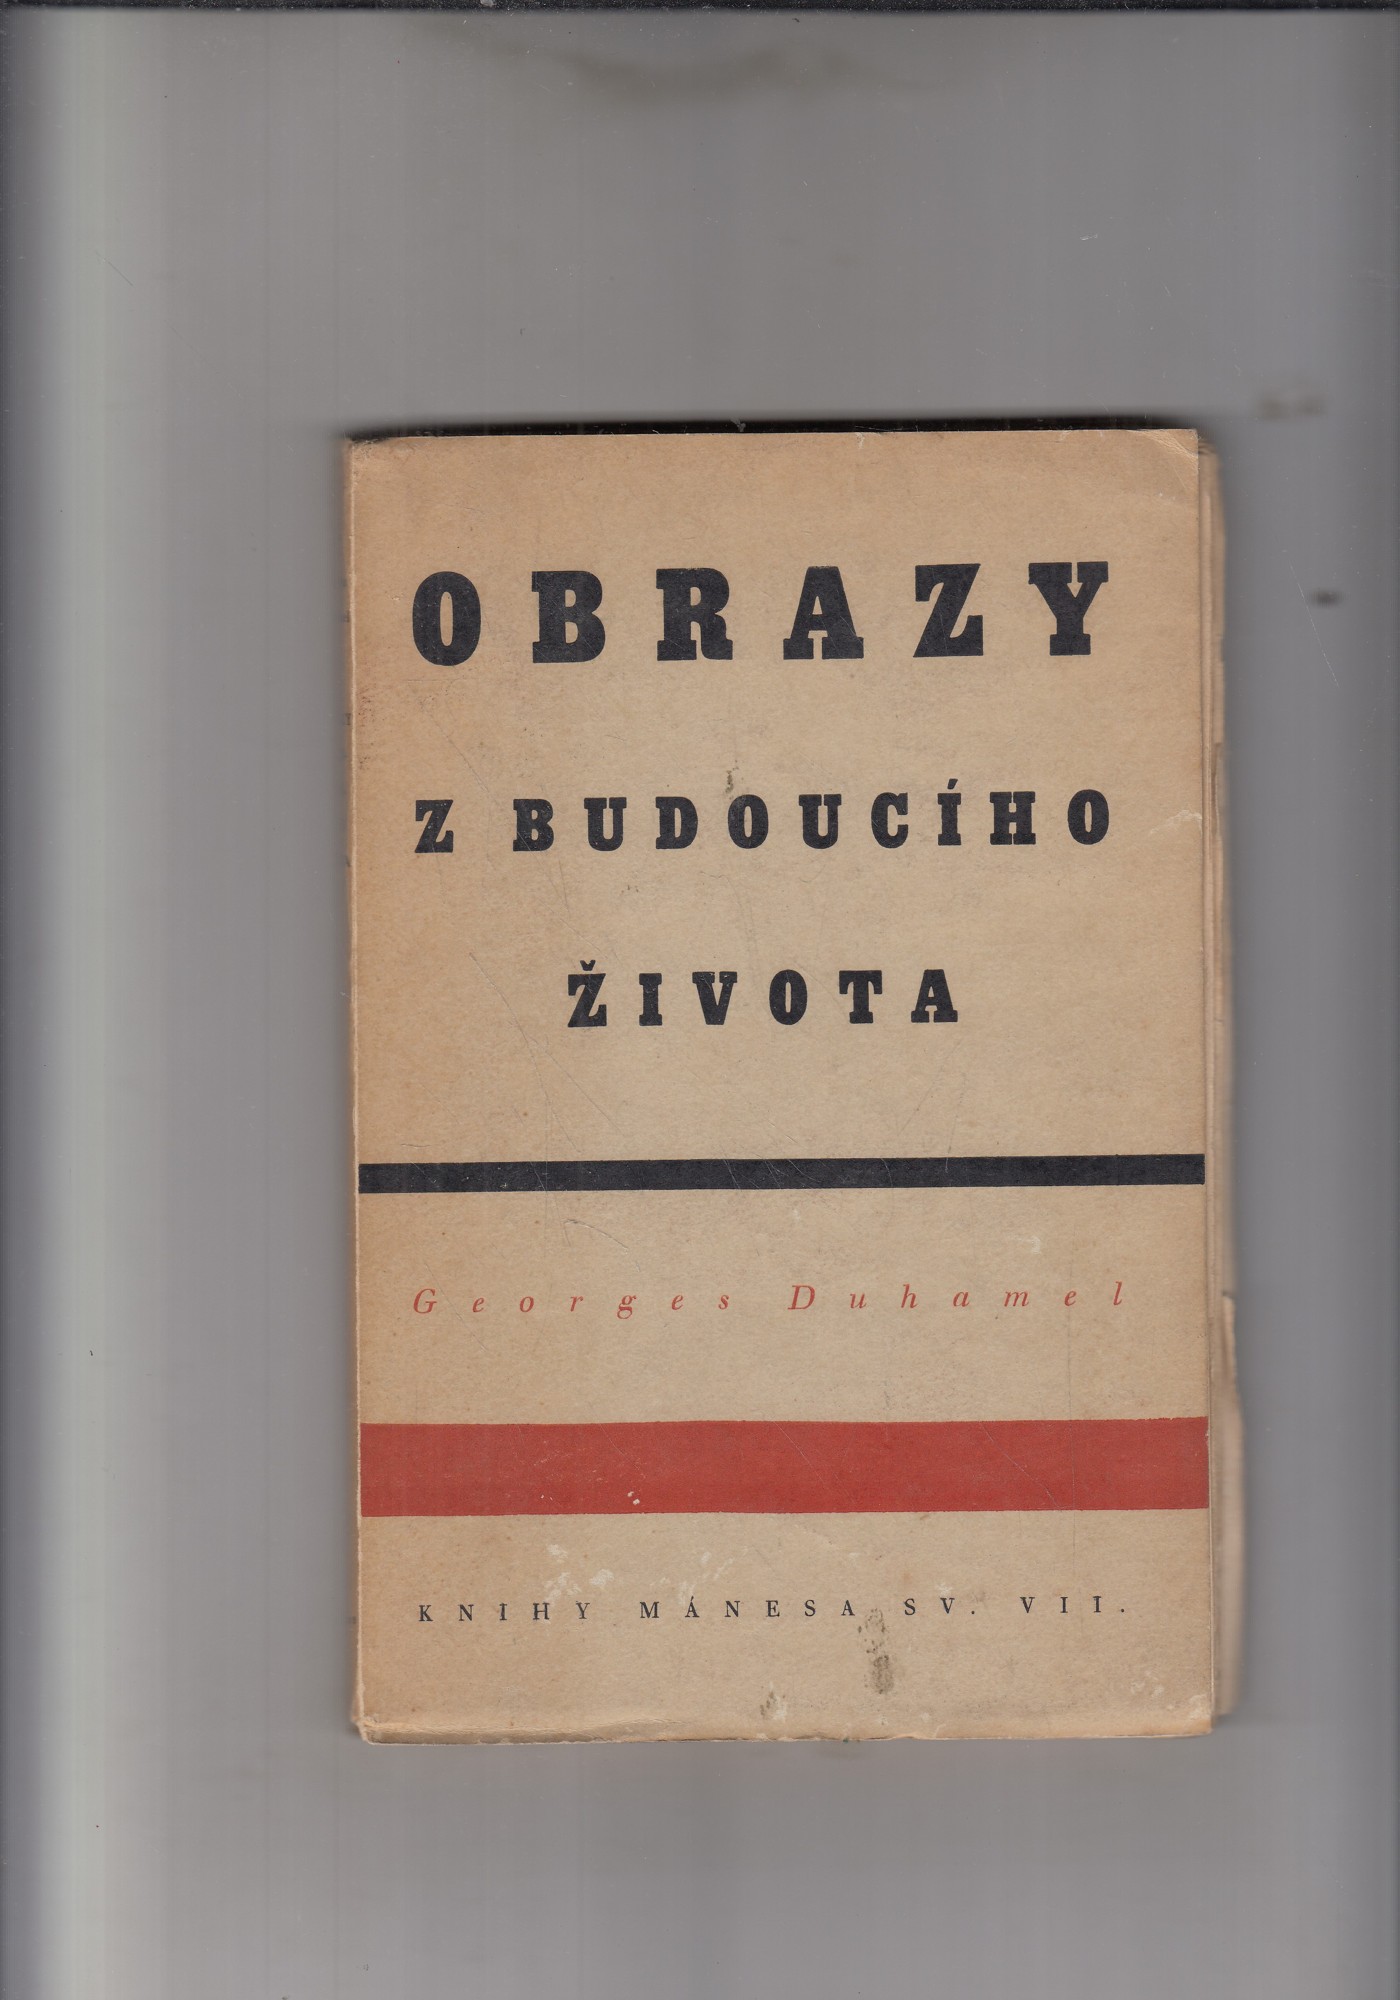 OBRAZY
Z BUDOUCÍHO
ŽIVOTA
Georges Duhamel
KNIHY MÁNESA SV. VII.